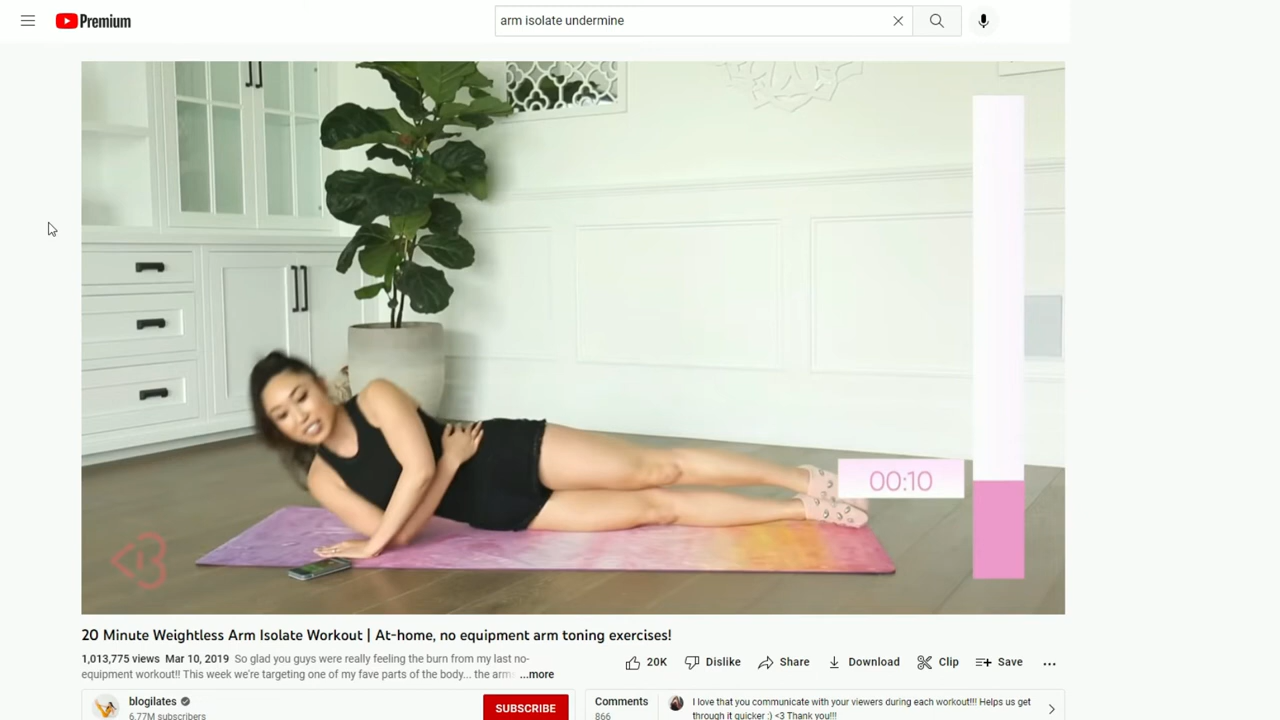 Premium
arm isolate undermine
00:10
20 Minute Weightless Arm Isolate Workout | At-home, no equipment arm toning exercises!
1,013,775 views Mar 10, 2019 So glad you guys were really feeling the burn from my last no-
equipment workout!! This week we're targeting one of my fave parts of the body... the arms ...more
20K Dislike Share Download Clip Save
blogilates
6.77M subscribers
SUBSCRIBE
Comments
866
I love that you communicate with your viewers during each workout!!! Helps us get
through it quicker :) <3 Thank you!!!